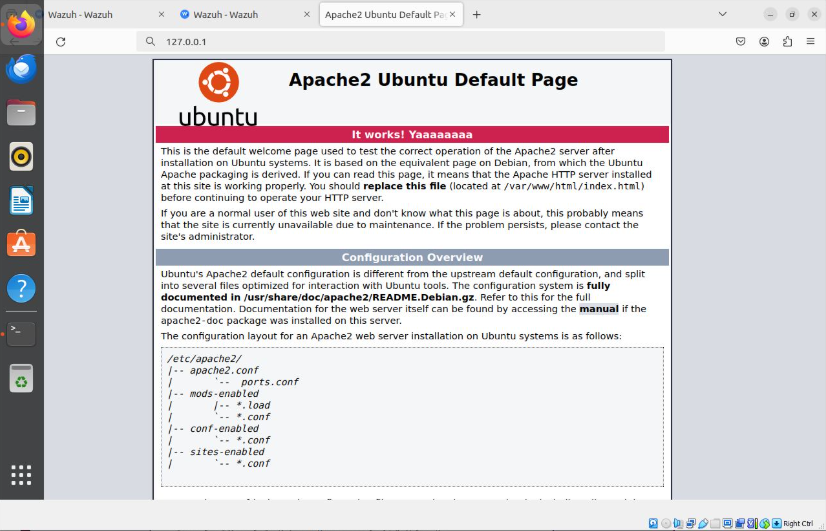 Wazuh - Wazuh
Wazuh - Wazuh
Apache2 Ubuntu Default Pa
127.0.0.1
ubuntu
Apache2 Ubuntu Default Page
It works! Yaaaaaaa
This is the default welcome page used to test the correct operation of the Apache2 server after
installation on Ubuntu systems. It is based on the equivalent page on Debian, from which the Ubuntu
Apache packaging is derived. If you can read this page, it means that the Apache HTTP server installed
at this site is working properly. You should replace this file (located at /var/www/html/index.html)
before continuing to operate your HTTP server.
If you are a normal user of this web site and don't know what this page is about, this probably means
that the site is currently unavailable due to maintenance. If the problem persists, please contact the
site's administrator.
Configuration Overview
Ubuntu's Apache2 default configuration is different from the upstream default configuration, and split
into several files optimized for interaction with Ubuntu tools. The configuration system is fully
documented in /usr/share/doc/apache2/README.Debian.gz. Refer to this for the full
documentation. Documentation for the web server itself can be found by accessing the manual if the
apache2-doc package was installed on this server.
The configuration layout for an Apache2 web server installation on Ubuntu systems is as follows:
/etc/apache2/
|-- apache2.conf
|       `--  ports.conf
|-- mods-enabled
|       |-- *.load
|       `-- *.conf
|-- conf-enabled
|       `-- *.conf
|-- sites-enabled
|       `-- *.conf
Right Ctrl